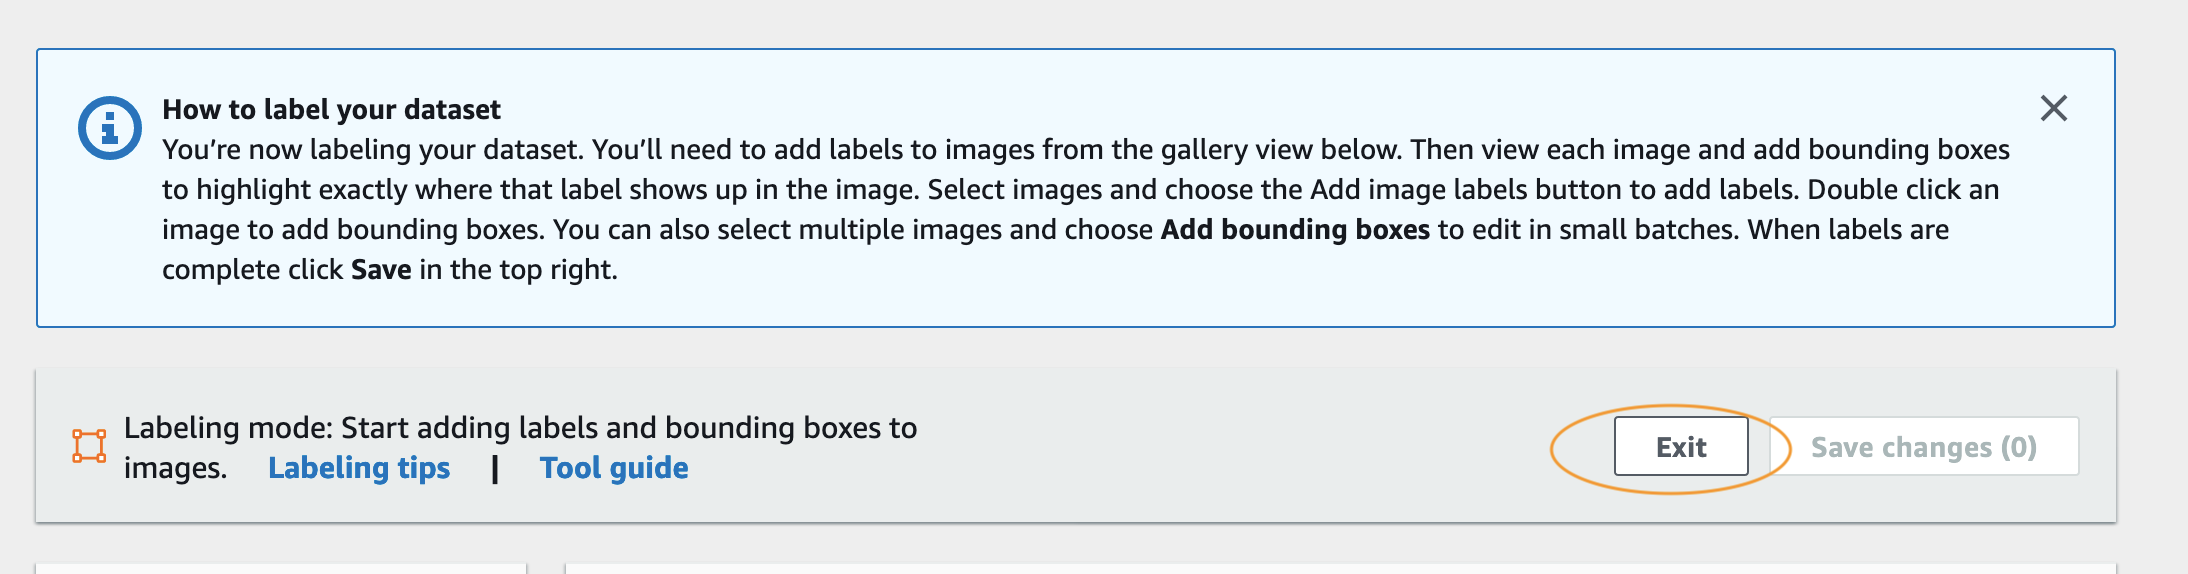 How to label your dataset
You’re now labeling your dataset. You’ll need to add labels to images from the gallery view below. Then view each image and add bounding boxes
to highlight exactly where that label shows up in the image. Select images and choose the Add image labels button to add labels. Double click an
image to add bounding boxes. You can also select multiple images and choose Add bounding boxes to edit in small batches. When labels are
complete click Save in the top right.
Labeling mode: Start adding labels and bounding boxes to
images. Labeling tips | Tool guide
Exit
Save changes (0)